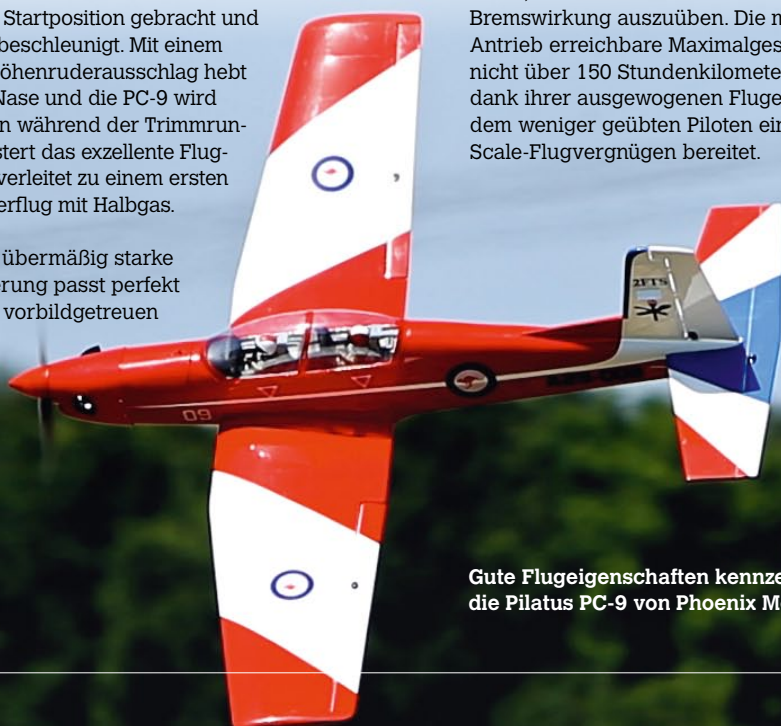 Startposition gebracht und
beschleunigt. Mit einem
öhenruderausschlag hebt
Nase und die PC-9 wird
n während der Trimmrun-
stert das exzellente Flug-
verleitet zu einem ersten
erflug mit Halbgas.
übermäßig starke
erung passt perfekt
vorbildgetreuen
Bremswirkung auszuüben. Die
Antrieb erreichbare Maximalges
nicht über 150 Stundenkilomete
dank ihrer ausgewogenen Fluge
dem weniger geübten Piloten ein
Scale-Flugvergnügen bereitet.
2FTS
09
Gute Flugeigenschaften kennze
die Pilatus PC-9 von Phoenix M